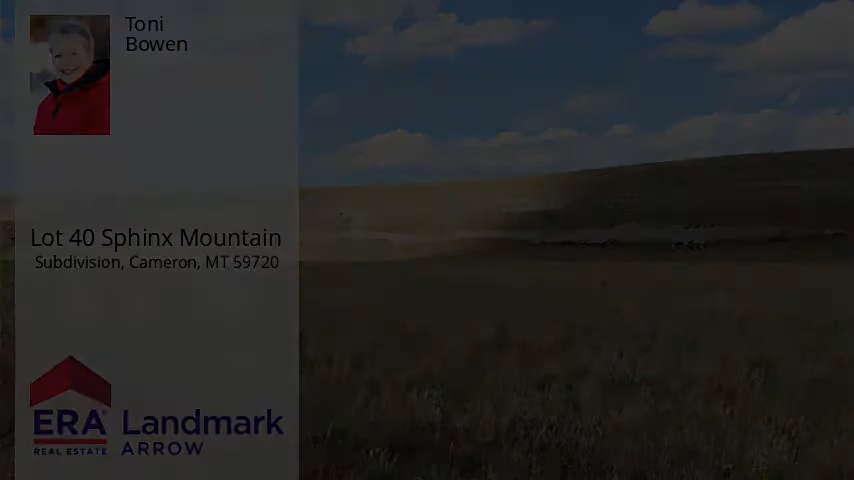 Toni
Bowen
Lot 40 Sphinx Mountain
Subdivision, Cameron, MT 59720
ERA Landmark
REAL ESTATE ARROW